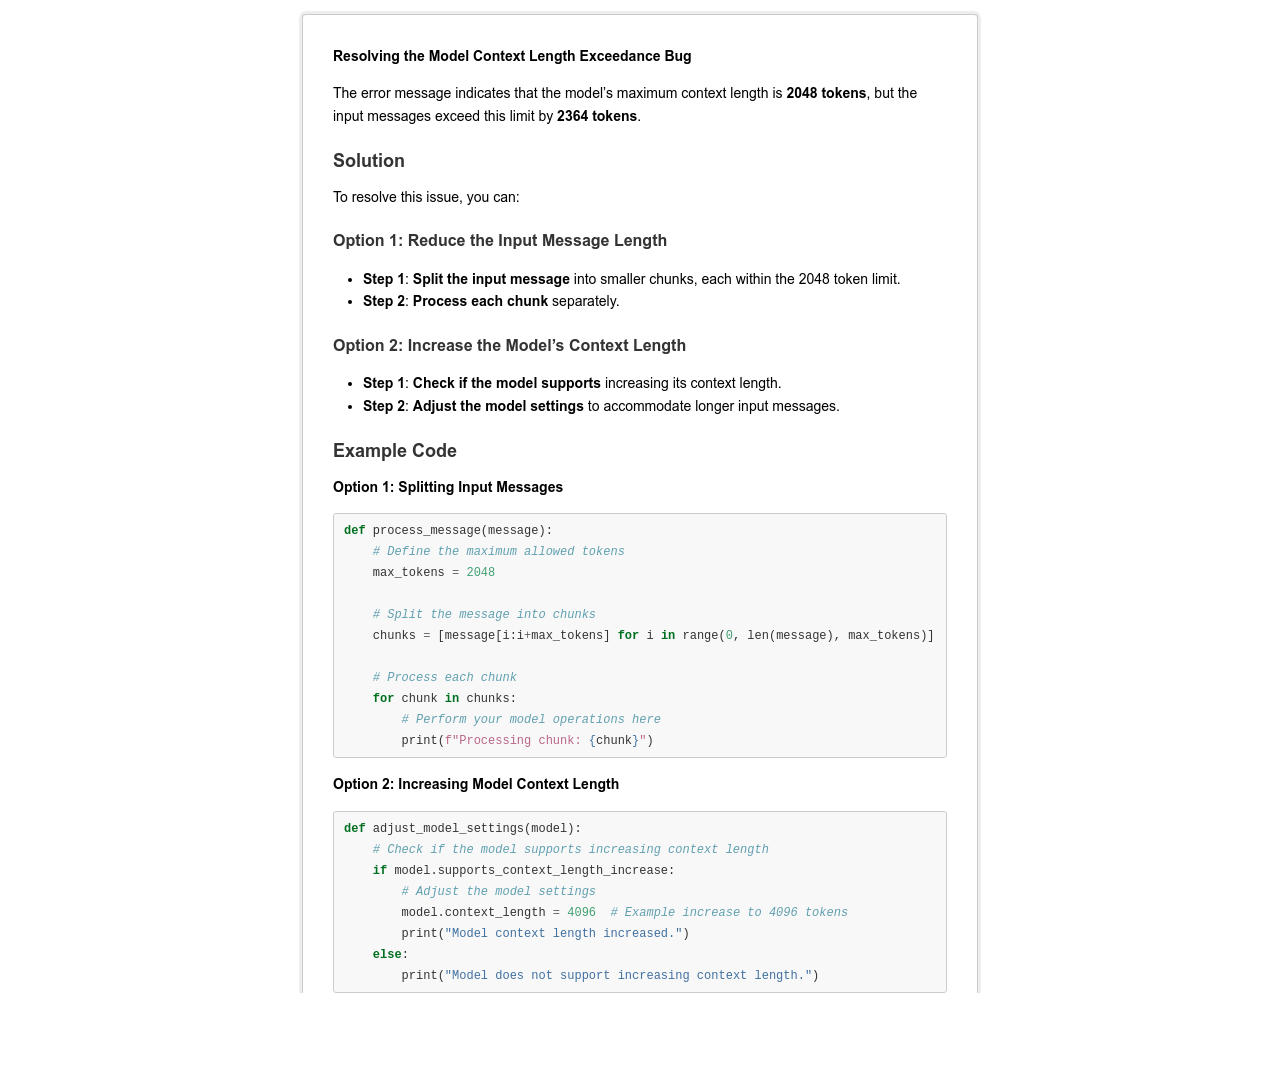 Resolving the Model Context Length Exceedance Bug
The error message indicates that the model’s maximum context length is 2048 tokens, but the
input messages exceed this limit by 2364 tokens.
Solution
To resolve this issue, you can:
Option 1: Reduce the Input Message Length
• Step 1: Split the input message into smaller chunks, each within the 2048 token limit.
• Step 2: Process each chunk separately.
Option 2: Increase the Model’s Context Length
• Step 1: Check if the model supports increasing its context length.
• Step 2: Adjust the model settings to accommodate longer input messages.
Example Code
Option 1: Splitting Input Messages
def process_message(message):
    # Define the maximum allowed tokens
    max_tokens = 2048
    # Split the message into chunks
    chunks = [message[i:i+max_tokens] for i in range(0, len(message), max_tokens)]
    # Process each chunk
    for chunk in chunks:
        # Perform your model operations here
        print(f"Processing chunk: {chunk}")
Option 2: Increasing Model Context Length
def adjust_model_settings(model):
    # Check if the model supports increasing context length
    if model.supports_context_length_increase:
        # Adjust the model settings
        model.context_length = 4096  # Example increase to 4096 tokens
        print("Model context length increased.")
    else:
        print("Model does not support increasing context length.")